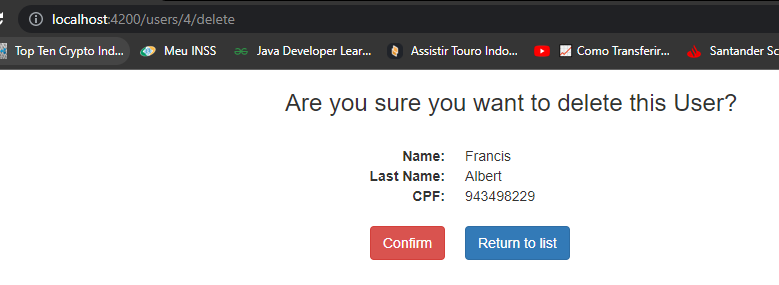 localhost:4200/users/4/delete
Top Ten Crypto Ind... Meu INSS Java Developer Lear... Assistir Touro Indo... Como Transferir... Santander Sc
Are you sure you want to delete this User?
Name: Francis
Last Name: Albert
CPF: 943498229
Confirm Return to list